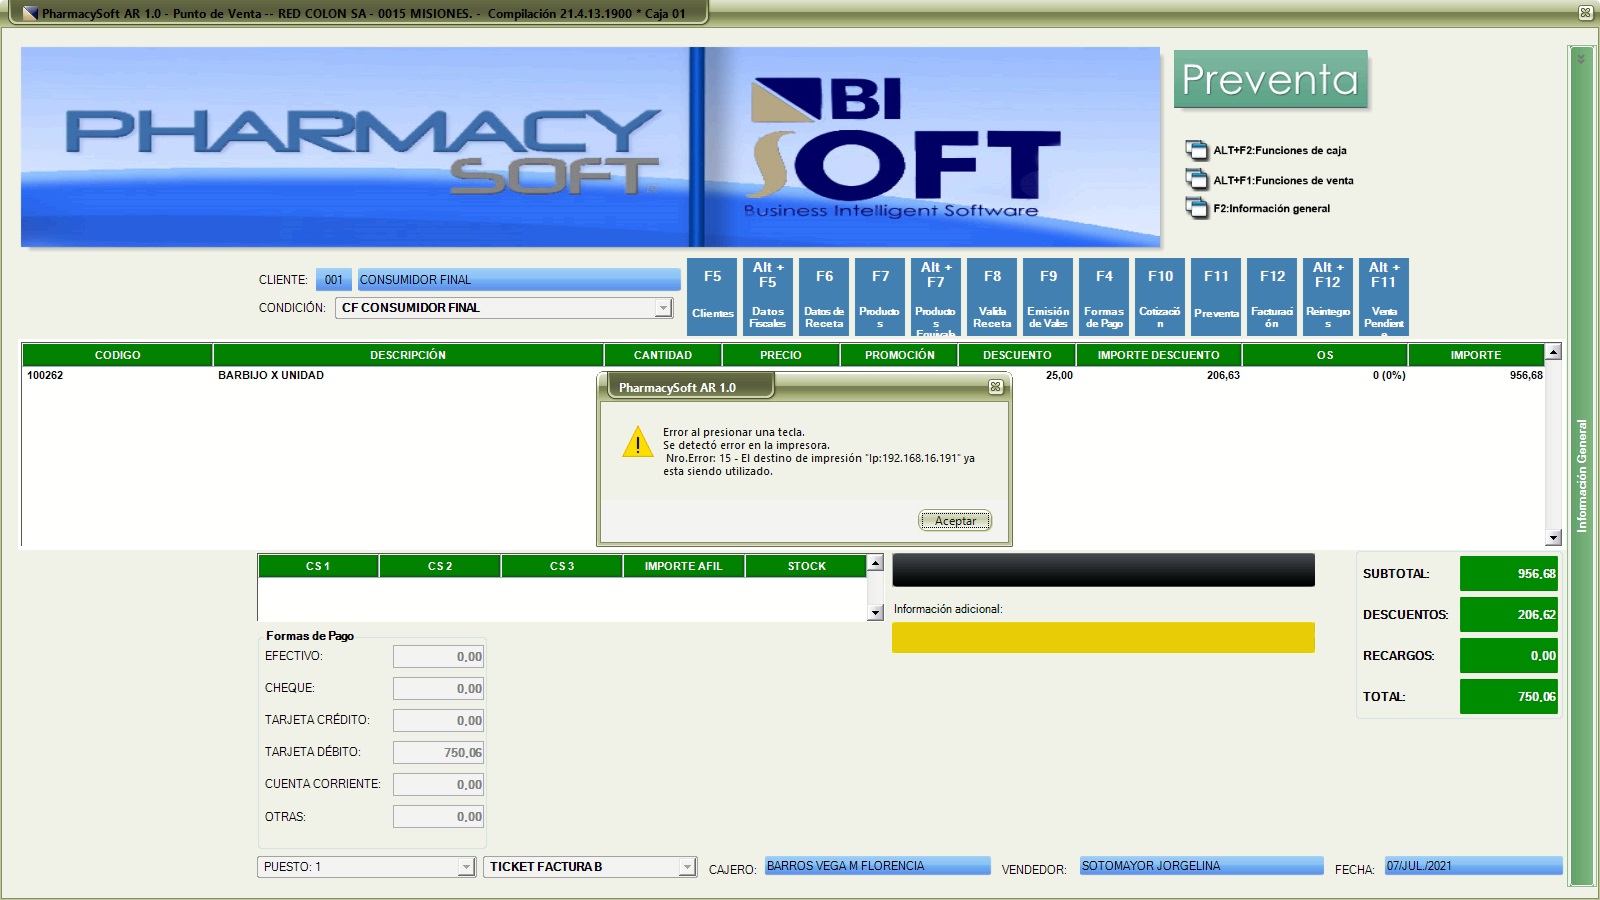 PharmacySoft AR 1.0 - Punto de Venta -- RED COLON SA - 0015 MISIONES. - Compilación 21.4.13.1900 * Caja 01
PHARMACY
SOFT
BI
SOFT
Business Intelligent Software
Preventa
ALT+F2:Funciones de caja
ALT+F1:Funciones de venta
F2:Información general
CLIENTE: 001 CONSUMIDOR FINAL
CONDICIÓN: CF CONSUMIDOR FINAL
F5 Clientes
Alt + F5 Datos Fiscales
F6 Datos de Receta
F7 Producto s
Alt + F7 Producto s Equivale
F8 Valida Receta
F9 Emisión de Vales
F4 Formas de Pago
F10 Cotizació n
F11 Preventa
F12 Facturaci ón
Alt + F12 Reintegro s
Alt + F11 Venta Pendient e
CODIGO DESCRIPCIÓN CANTIDAD PRECIO PROMOCIÓN DESCUENTO IMPORTE DESCUENTO OS IMPORTE
100262 BARBIJO X UNIDAD 25,00 206,63 0 (0%) 956,68
PharmacySoft AR 1.0
Error al presionar una tecla.
Se detectó error en la impresora.
Nro.Error: 15 - El destino de impresión "Ip:192.168.16.191" ya
esta siendo utilizado.
Aceptar
Información General
CS 1 CS 2 CS 3 IMPORTE AFIL STOCK
Información adicional:
SUBTOTAL: 956,68
DESCUENTOS: 206,62
RECARGOS: 0,00
TOTAL: 750,06
Formas de Pago
EFECTIVO: 0,00
CHEQUE: 0,00
TARJETA CRÉDITO: 0,00
TARJETA DÉBITO: 750,06
CUENTA CORRIENTE: 0,00
OTRAS: 0,00
PUESTO: 1 TICKET FACTURA B CAJERO: BARROS VEGA M FLORENCIA VENDEDOR: SOTOMAYOR JORGELINA FECHA: 07/JUL./2021